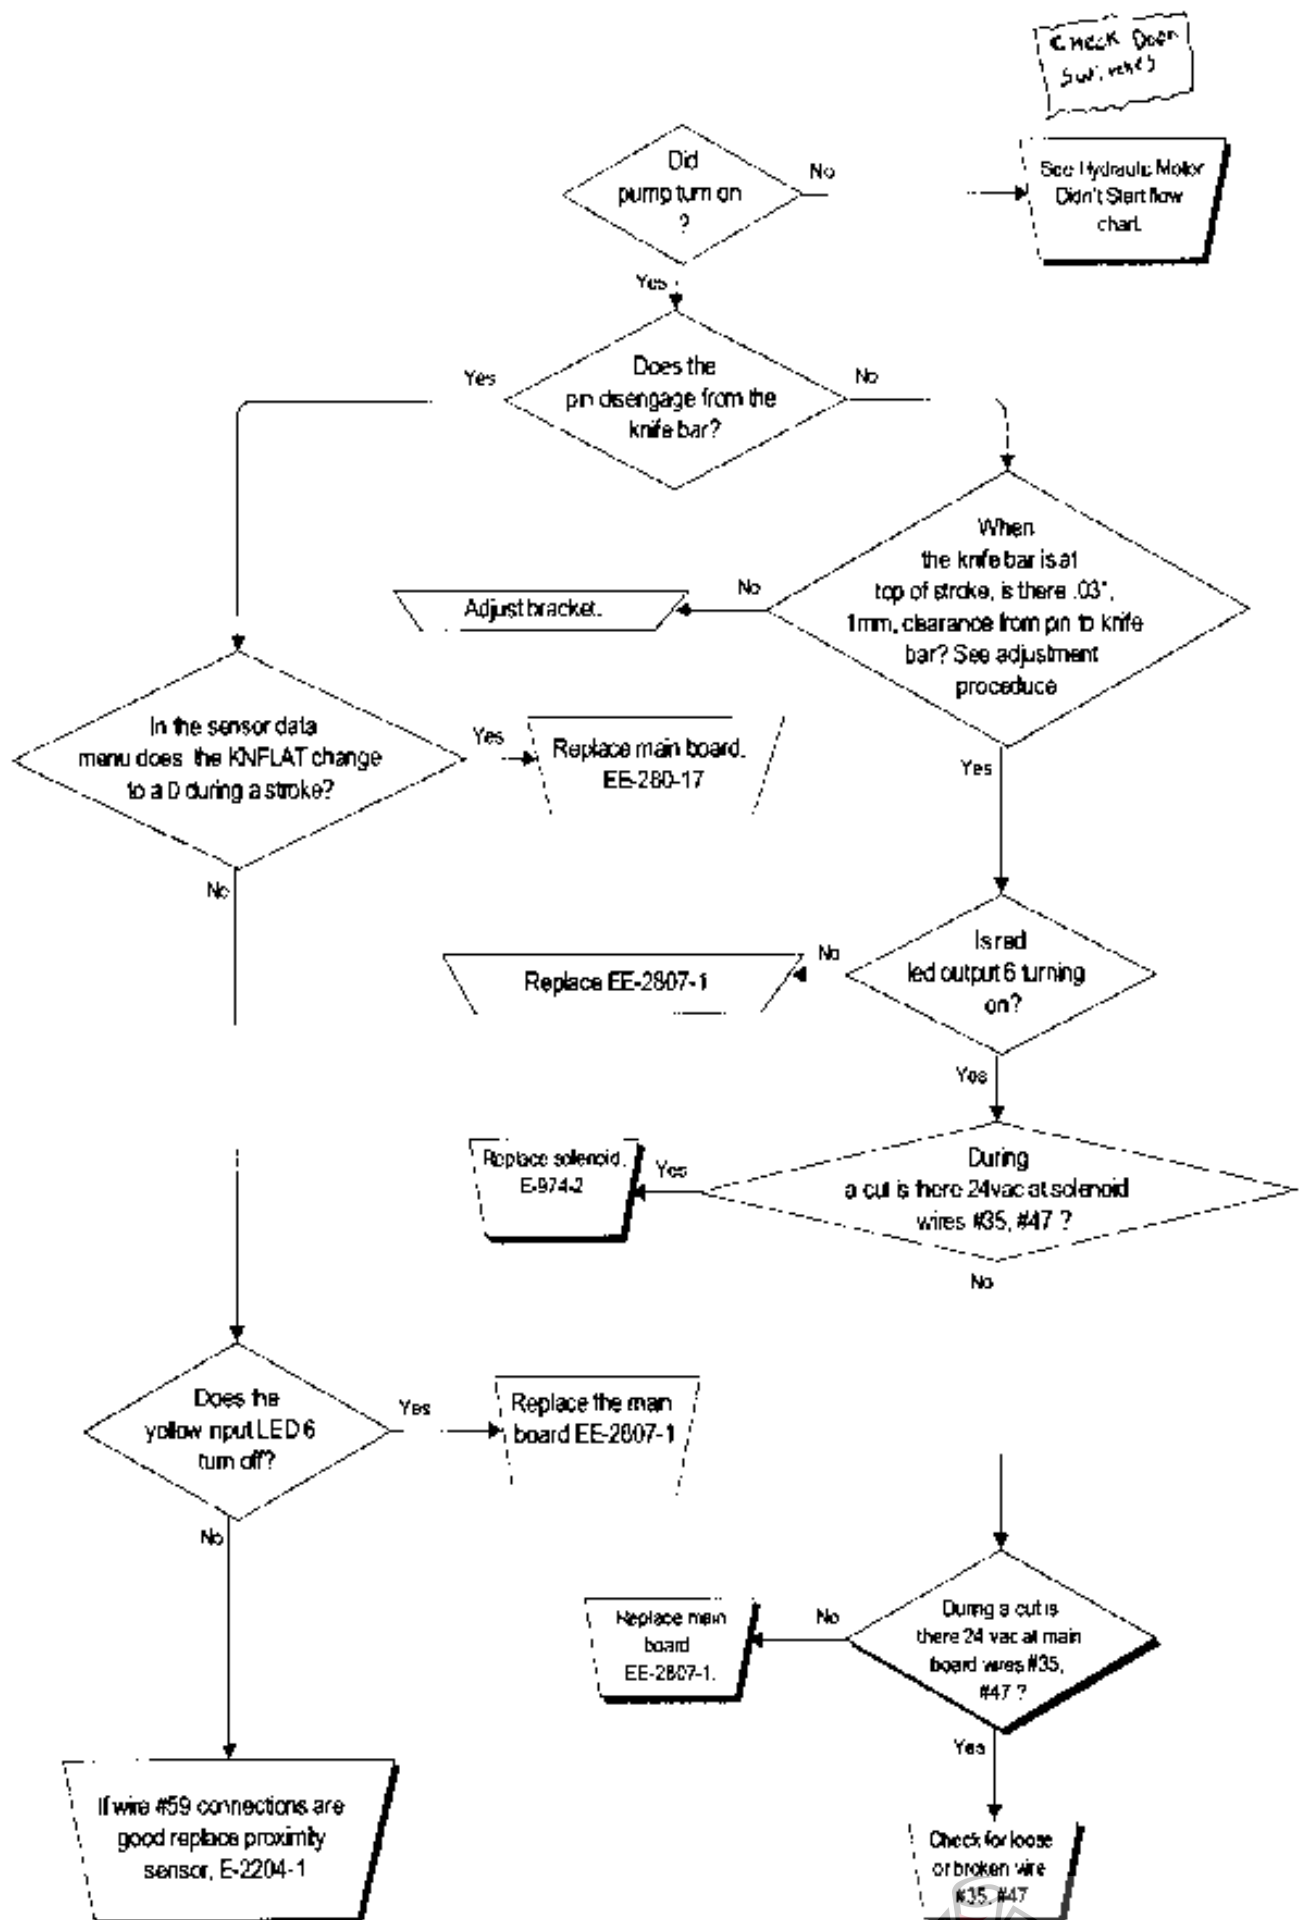 CHECK Door
Switches
Did
pump turn on
?
No
See Hydraulic Motor
Didn't Start flow
chart.
Yes
Does the
pin disengage from the
knife bar?
Yes
No
When
the knife bar is at
top of stroke, is there .03",
1mm, clearance from pin to knife
bar? See adjustment
proceduce
No
Adjust bracket.
In the sensor data
menu does the KNFLAT change
to a 0 during a stroke?
Yes
Replace main board.
EE-280-17
Yes
No
Is red
led output 6 turning
on?
No
Replace EE-2807-1
Yes
During
a cut is there 24vac at solenoid
wires #35, #47 ?
Yes
Replace solenoid.
E-974-2
No
Does the
yellow input LED 6
turn off?
Yes
Replace the main
board EE-2807-1
No
During a cut is
there 24 vac at main
board wires #35,
#47 ?
No
Replace main
board
EE-2807-1.
Yes
If wire #59 connections are
good replace proximity
sensor, E-2204-1
Check for loose
or broken wire
#35, #47